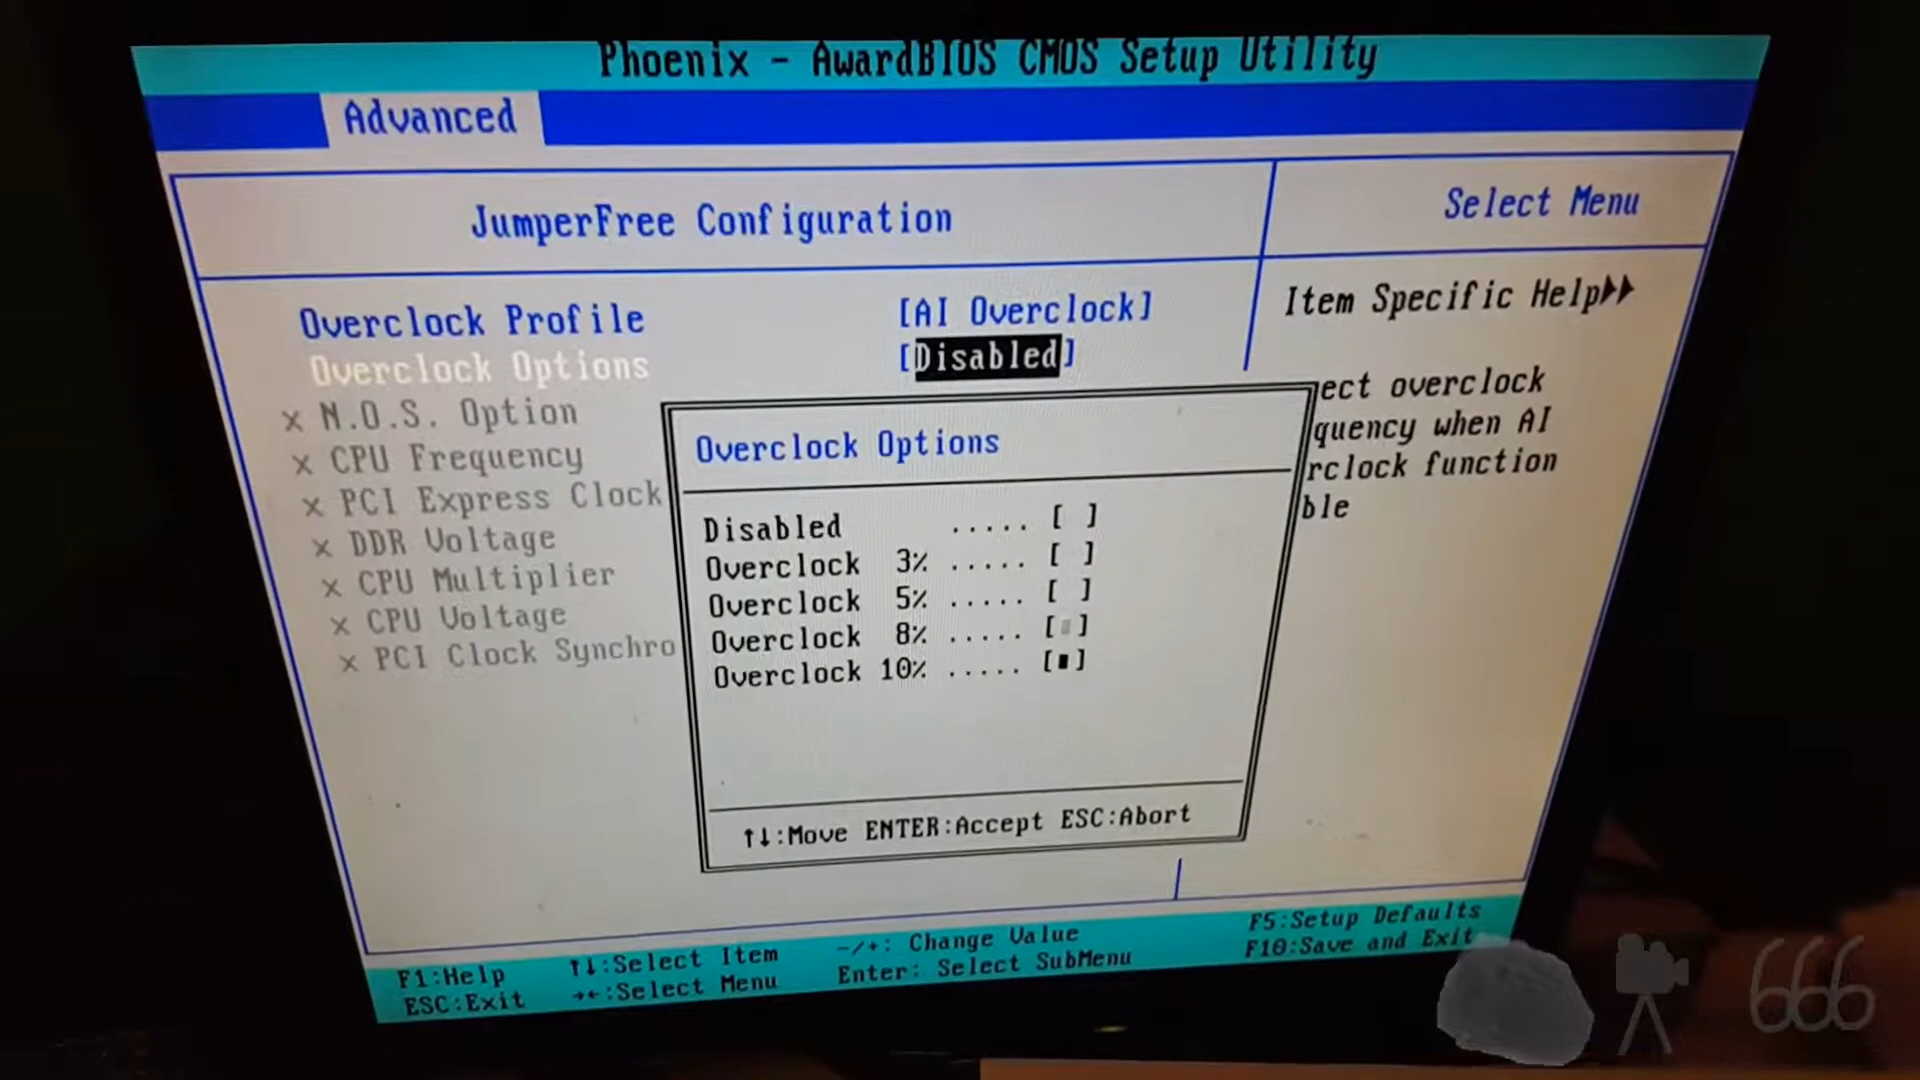 Phoenix - AwardBIOS CMOS Setup Utility
Advanced
JumperFree Configuration
Select Menu
Overclock Profile [AI Overclock]
Overclock Options [Disabled]
x N.O.S. Option
x CPU Frequency
x PCI Express Clock
x DDR Voltage
x CPU Multiplier
x CPU Voltage
x PCI Clock Synchro
Overclock Options
Disabled ..... [ ]
Overclock 3% ..... [ ]
Overclock 5% ..... [ ]
Overclock 8% ..... [ ]
Overclock 10% ..... [■]
↑↓:Move ENTER:Accept ESC:Abort
Item Specific Help▶▶
ect overclock
quency when AI
rclock function
ble
F1:Help ↑↓:Select Item -/+: Change Value F5:Setup Defaults
ESC:Exit →←:Select Menu Enter: Select SubMenu F10:Save and Exit
666